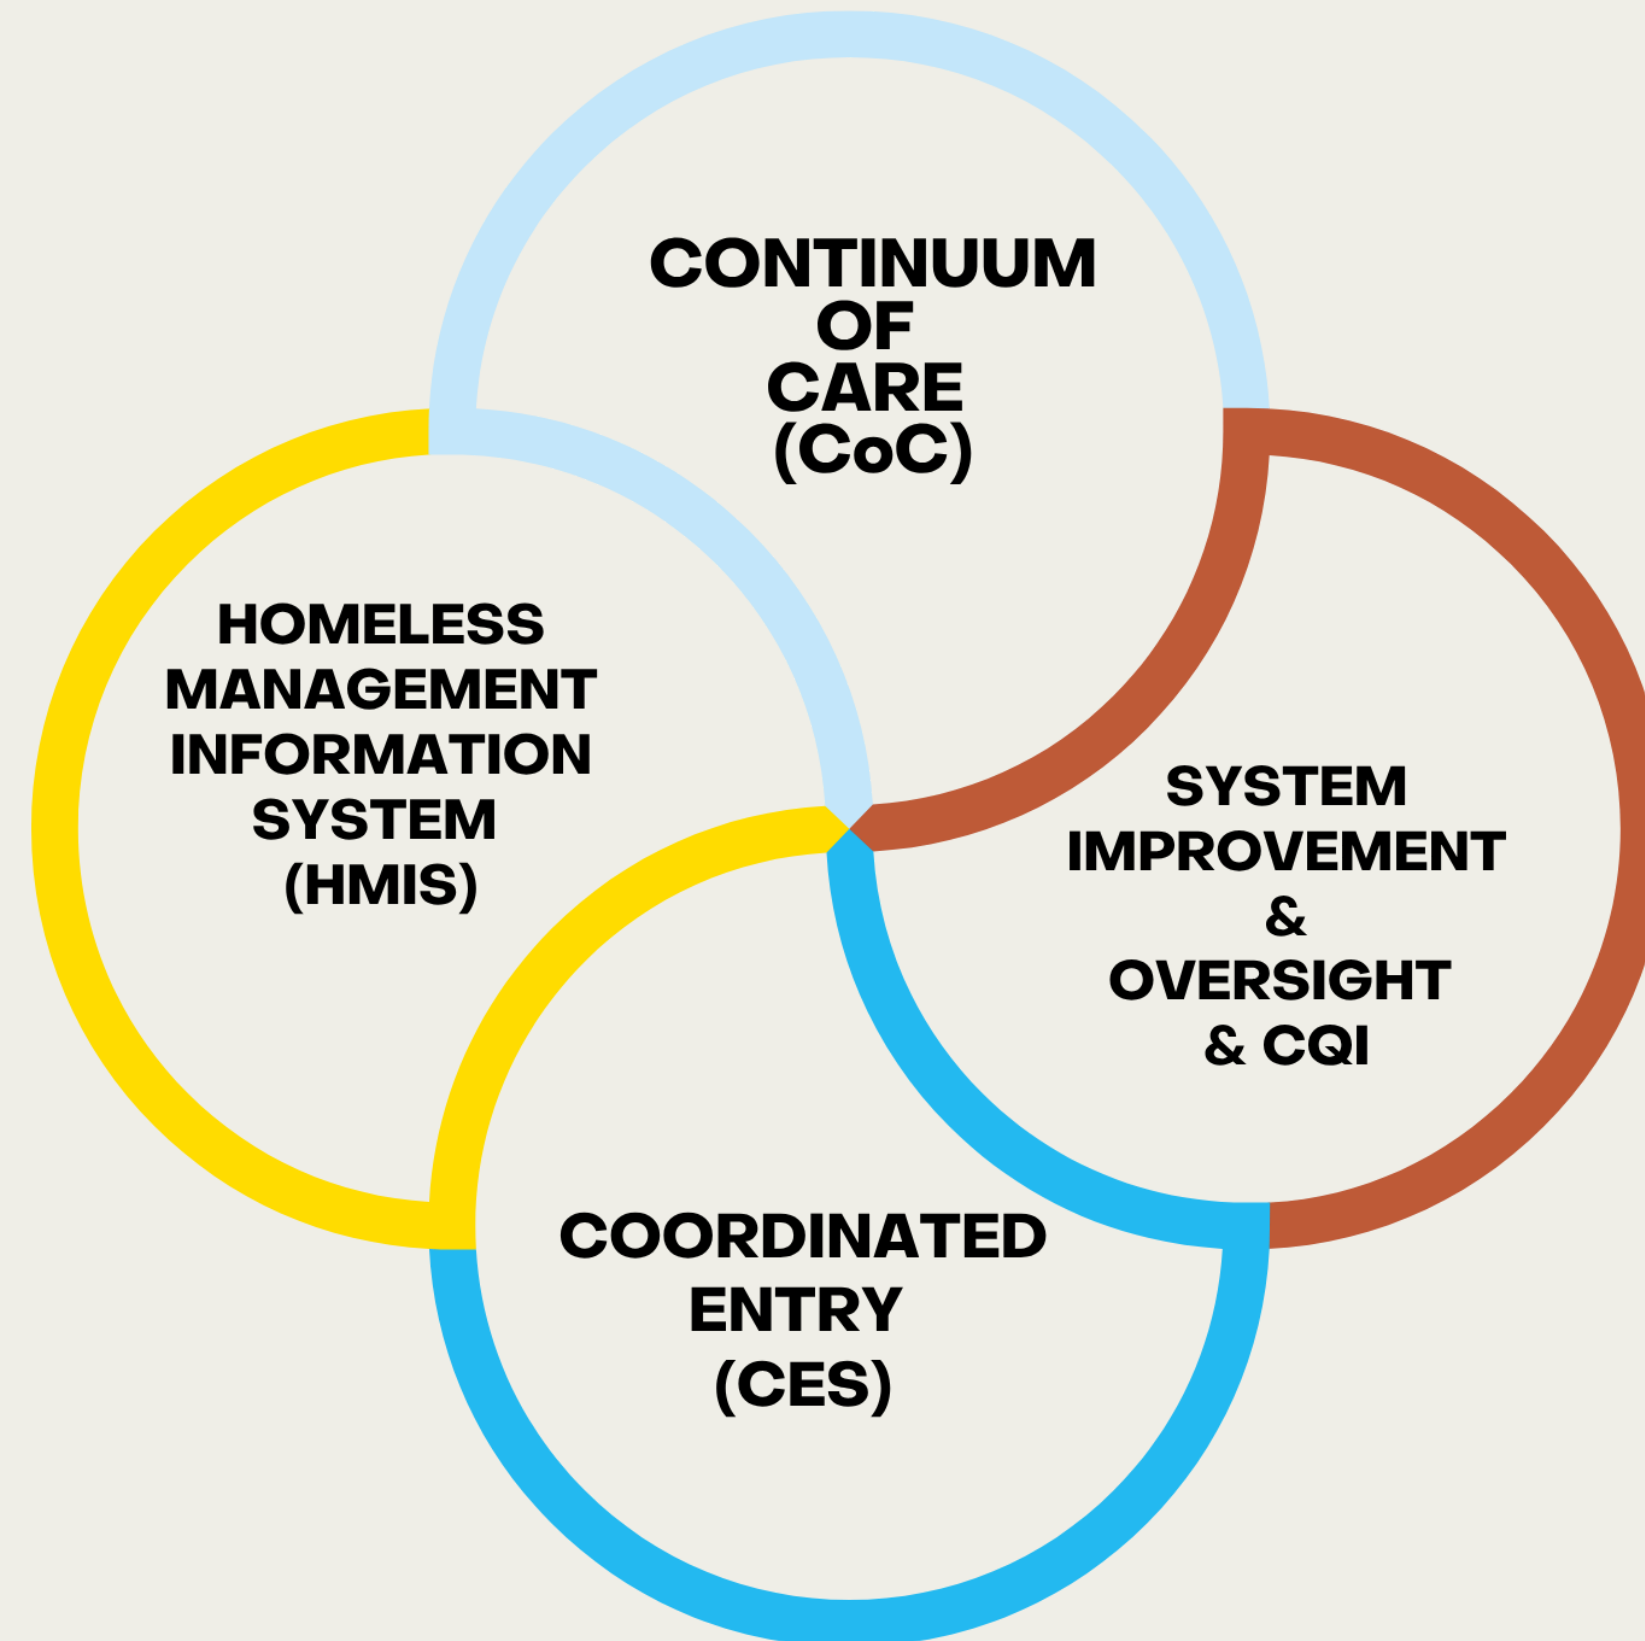 CONTINUUM
OF
CARE
(CoC)
HOMELESS
MANAGEMENT
INFORMATION
SYSTEM
(HMIS)
SYSTEM
IMPROVEMENT
&
OVERSIGHT
& CQI
COORDINATED
ENTRY
(CES)